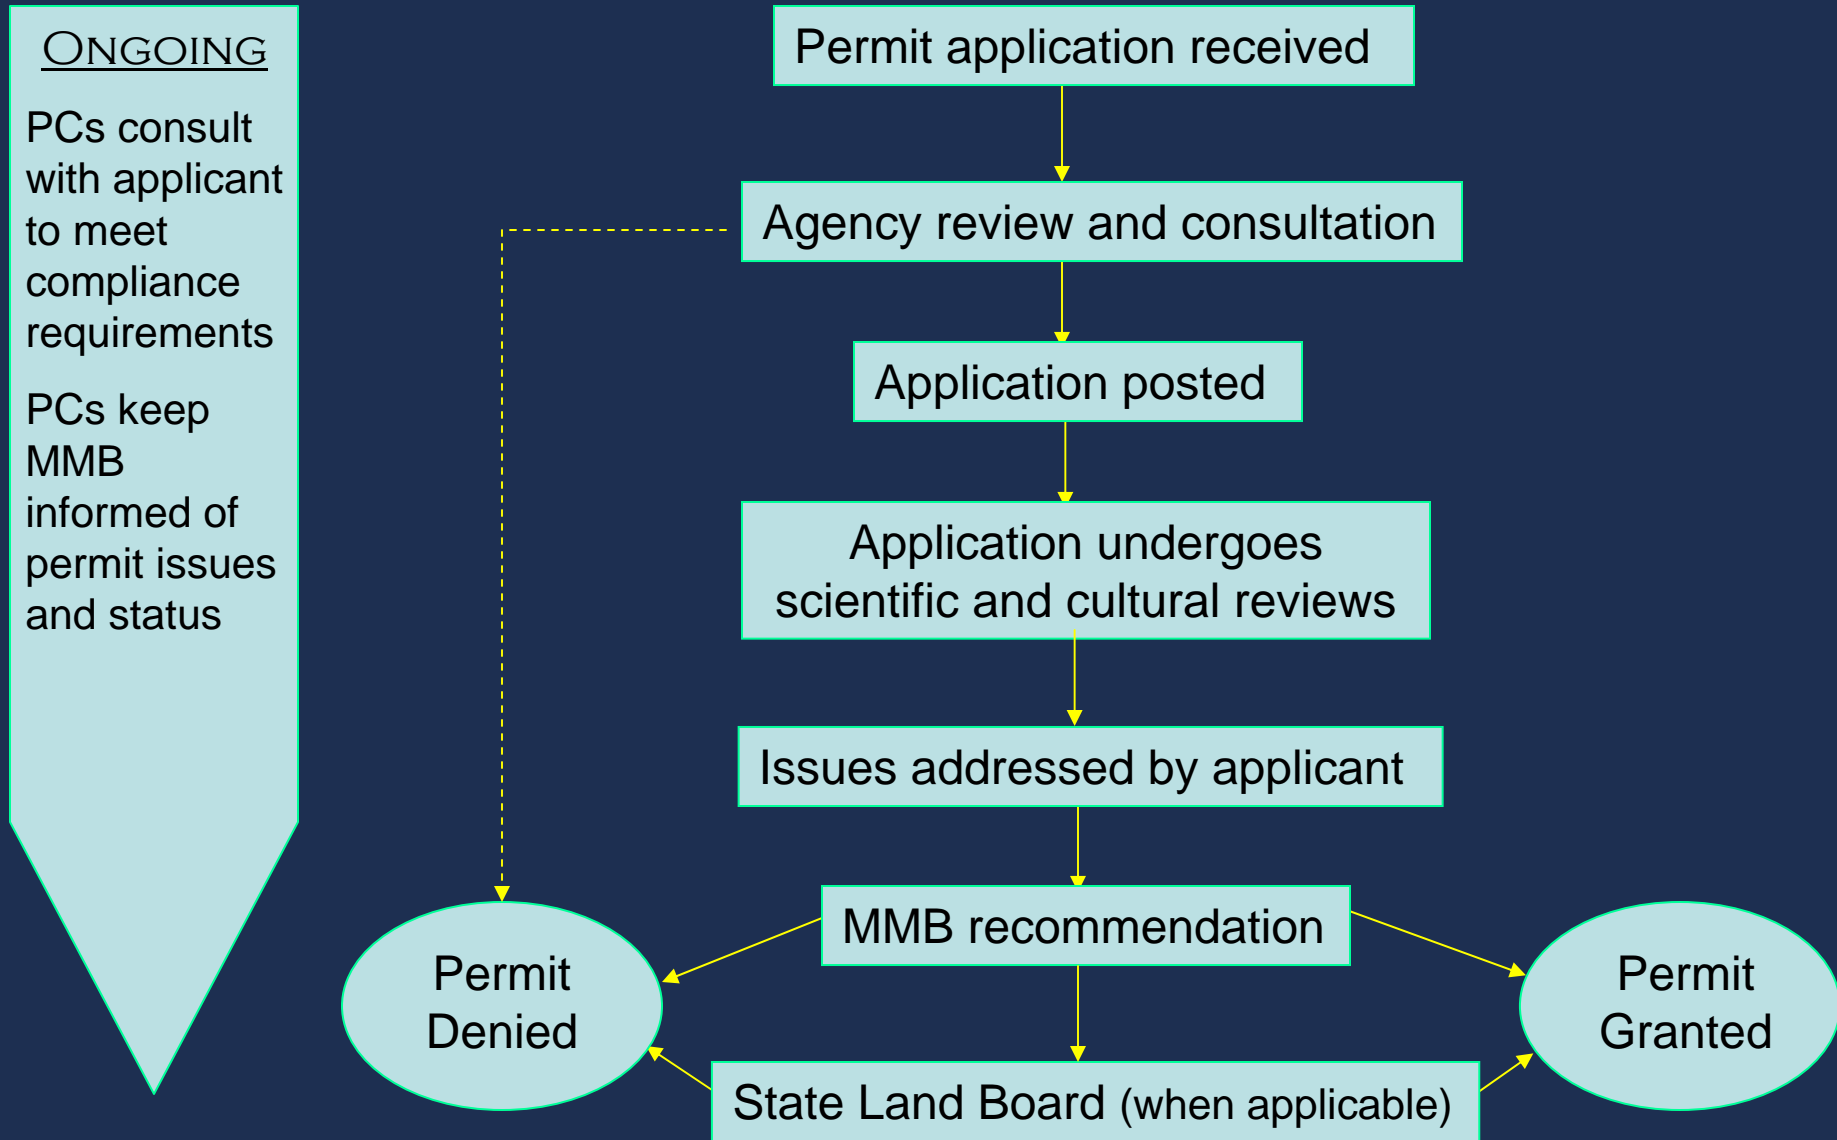 ONGOING
PCs consult
with applicant
to meet
compliance
requirements
PCs keep
MMB
informed of
permit issues
and status
Permit application received
Agency review and consultation
Application posted
Application undergoes
scientific and cultural reviews
Issues addressed by applicant
MMB recommendation
Permit
Denied
Permit
Granted
State Land Board (when applicable)